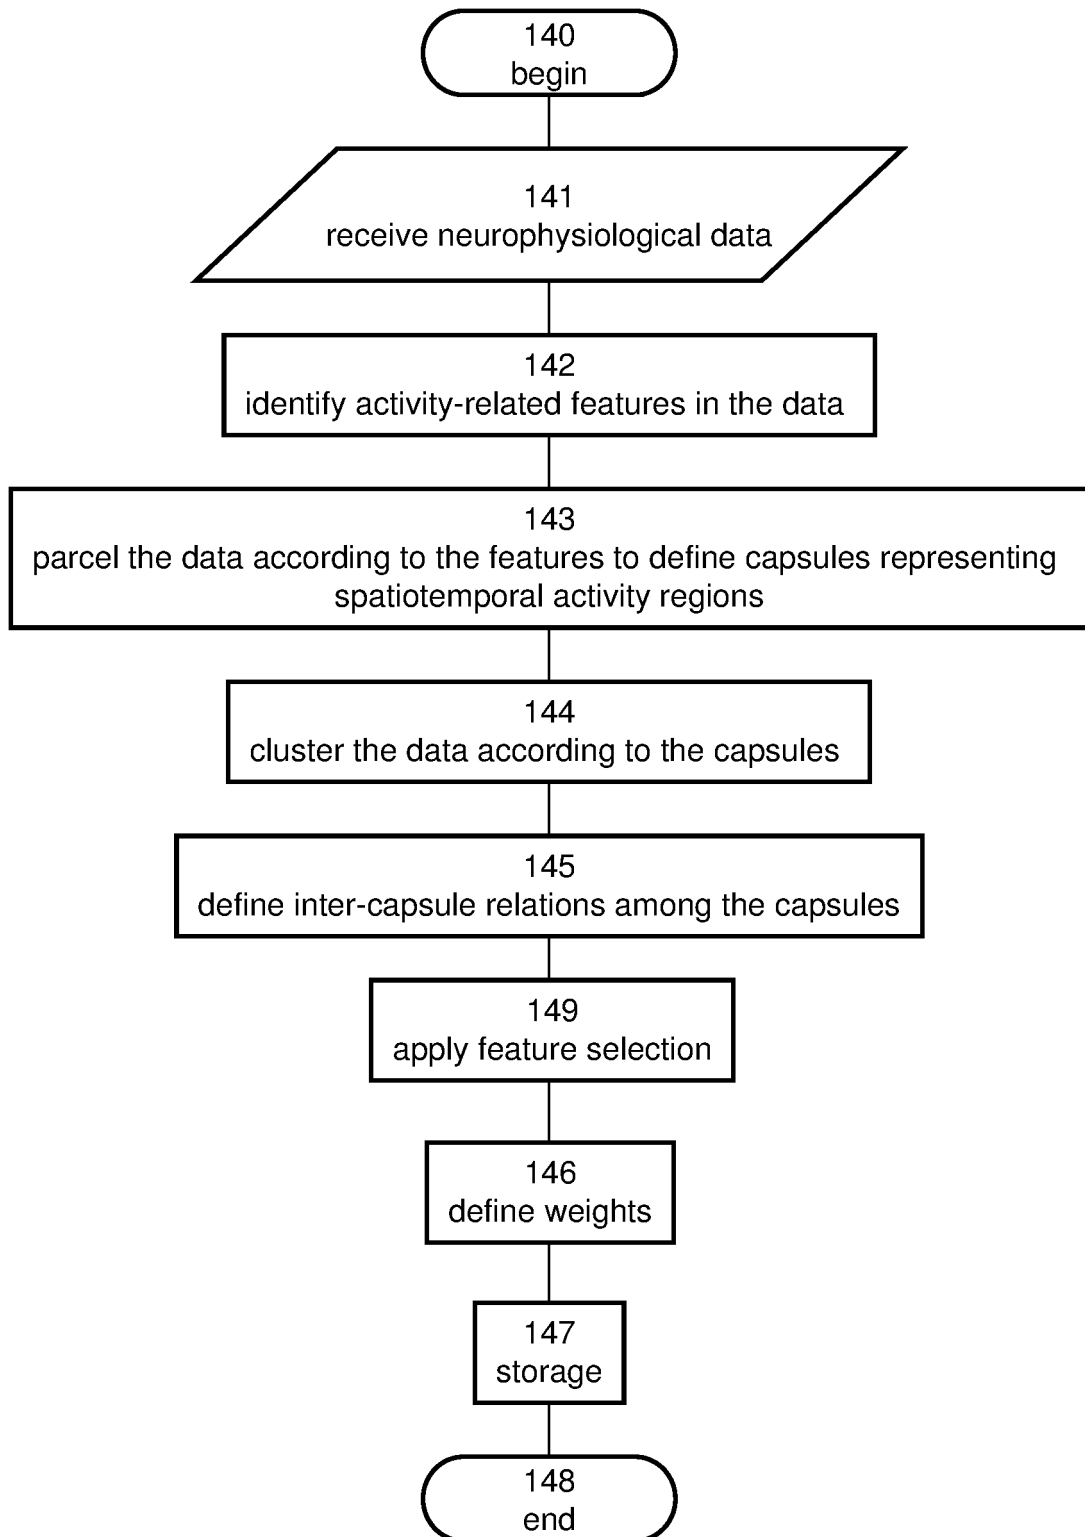 140
begin
141
receive neurophysiological data
142
identify activity-related features in the data
143
parcel the data according to the features to define capsules representing
spatiotemporal activity regions
144
cluster the data according to the capsules
145
define inter-capsule relations among the capsules
149
apply feature selection
146
define weights
147
storage
148
end